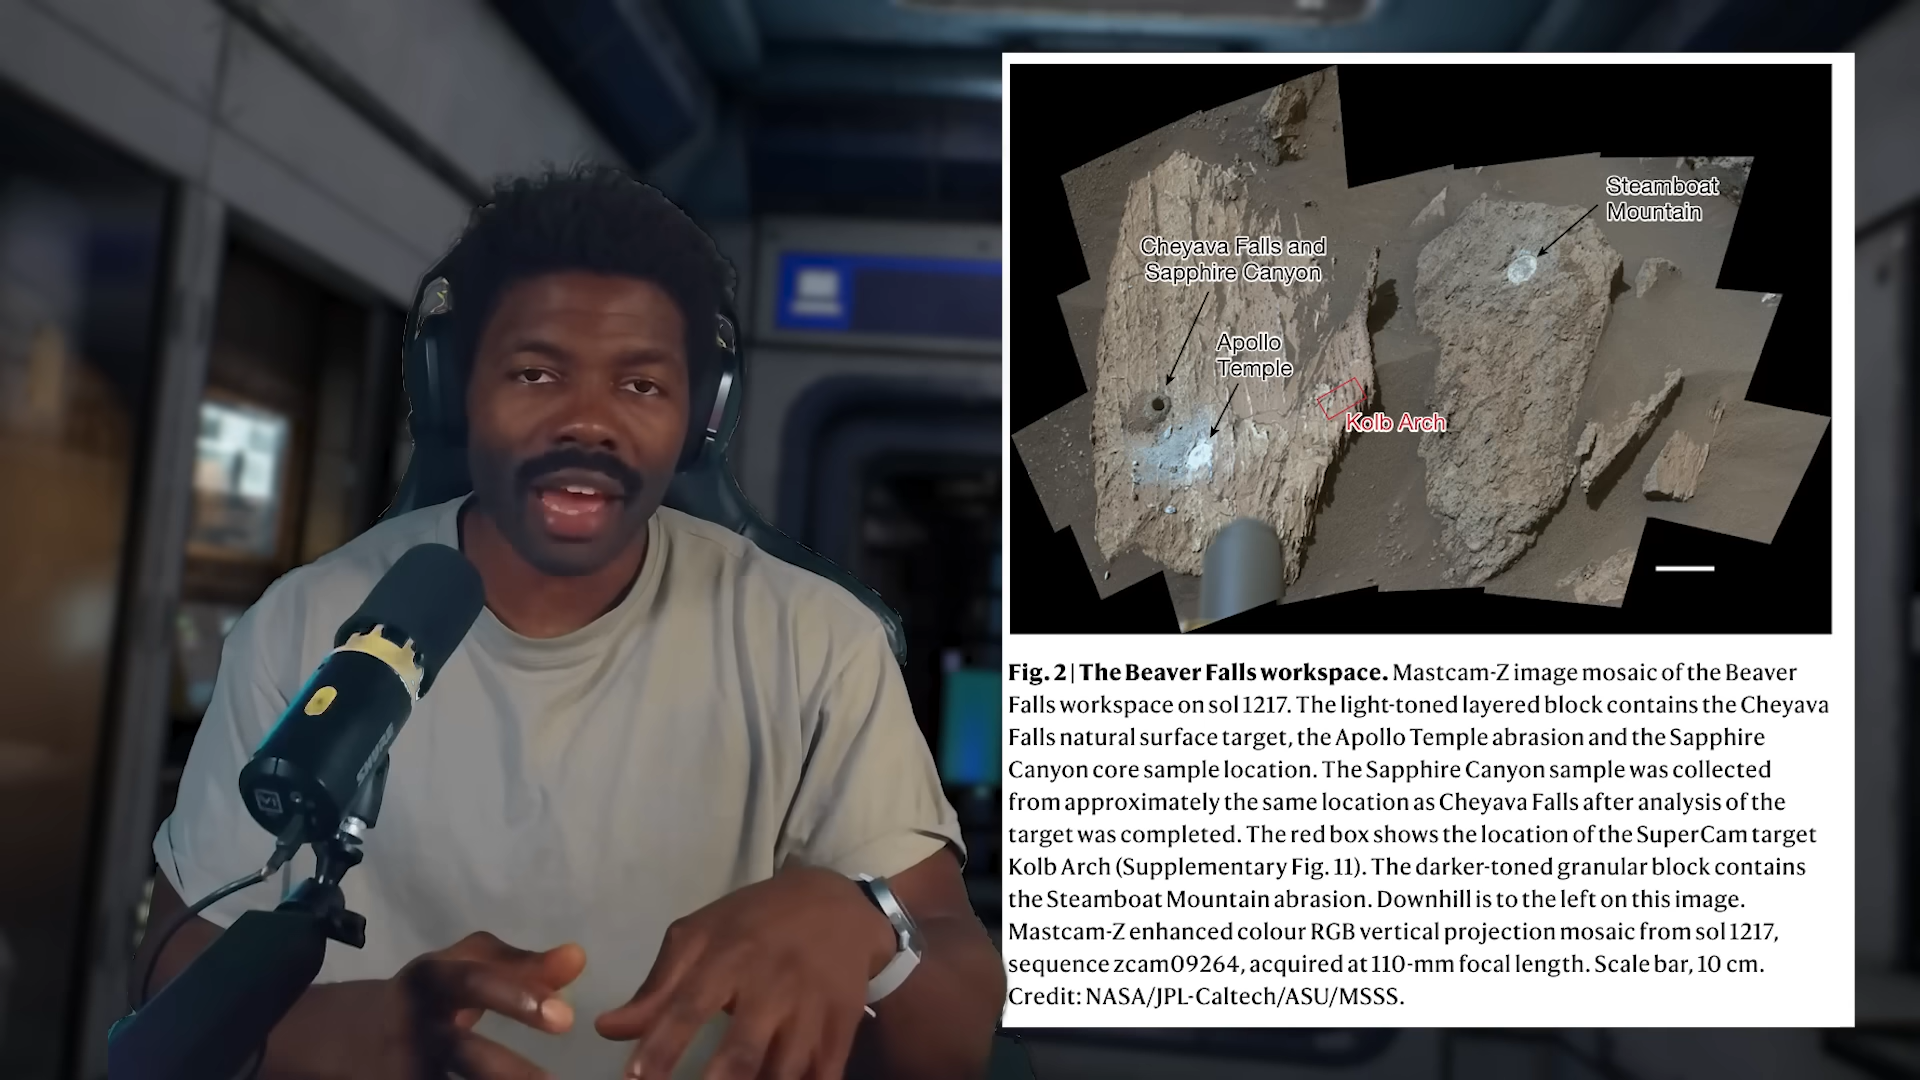 Steamboat
Mountain
Cheyava Falls and
Sapphire Canyon
Apollo
Temple
Kolb Arch
Fig. 2 | The Beaver Falls workspace. Mastcam-Z image mosaic of the Beaver
Falls workspace on sol 1217. The light-toned layered block contains the Cheyava
Falls natural surface target, the Apollo Temple abrasion and the Sapphire
Canyon core sample location. The Sapphire Canyon sample was collected
from approximately the same location as Cheyava Falls after analysis of the
target was completed. The red box shows the location of the SuperCam target
Kolb Arch (Supplementary Fig. 11). The darker-toned granular block contains
the Steamboat Mountain abrasion. Downhill is to the left on this image.
Mastcam-Z enhanced colour RGB vertical projection mosaic from sol 1217,
sequence zcam09264, acquired at 110-mm focal length. Scale bar, 10 cm.
Credit: NASA/JPL-Caltech/ASU/MSSS.
SHURE